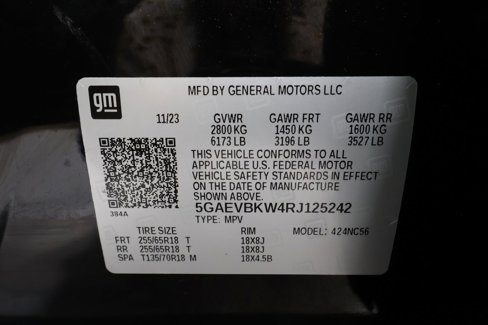 gm
MFD BY GENERAL MOTORS LLC
11/23 GVWR GAWR FRT GAWR RR
2800 KG 1450 KG 1600 KG
6173 LB 3196 LB 3527 LB
THIS VEHICLE CONFORMS TO ALL
APPLICABLE U.S. FEDERAL MOTOR
VEHICLE SAFETY STANDARDS IN EFFECT
ON THE DATE OF MANUFACTURE
SHOWN ABOVE.
5GAEVBKW4RJ125242
384A TYPE: MPV
TIRE SIZE RIM MODEL: 424NC56
FRT 255/65R18 T 18X8J
RR 255/65R18 T 18X8J
SPA T135/70R18 M 18X4.5B